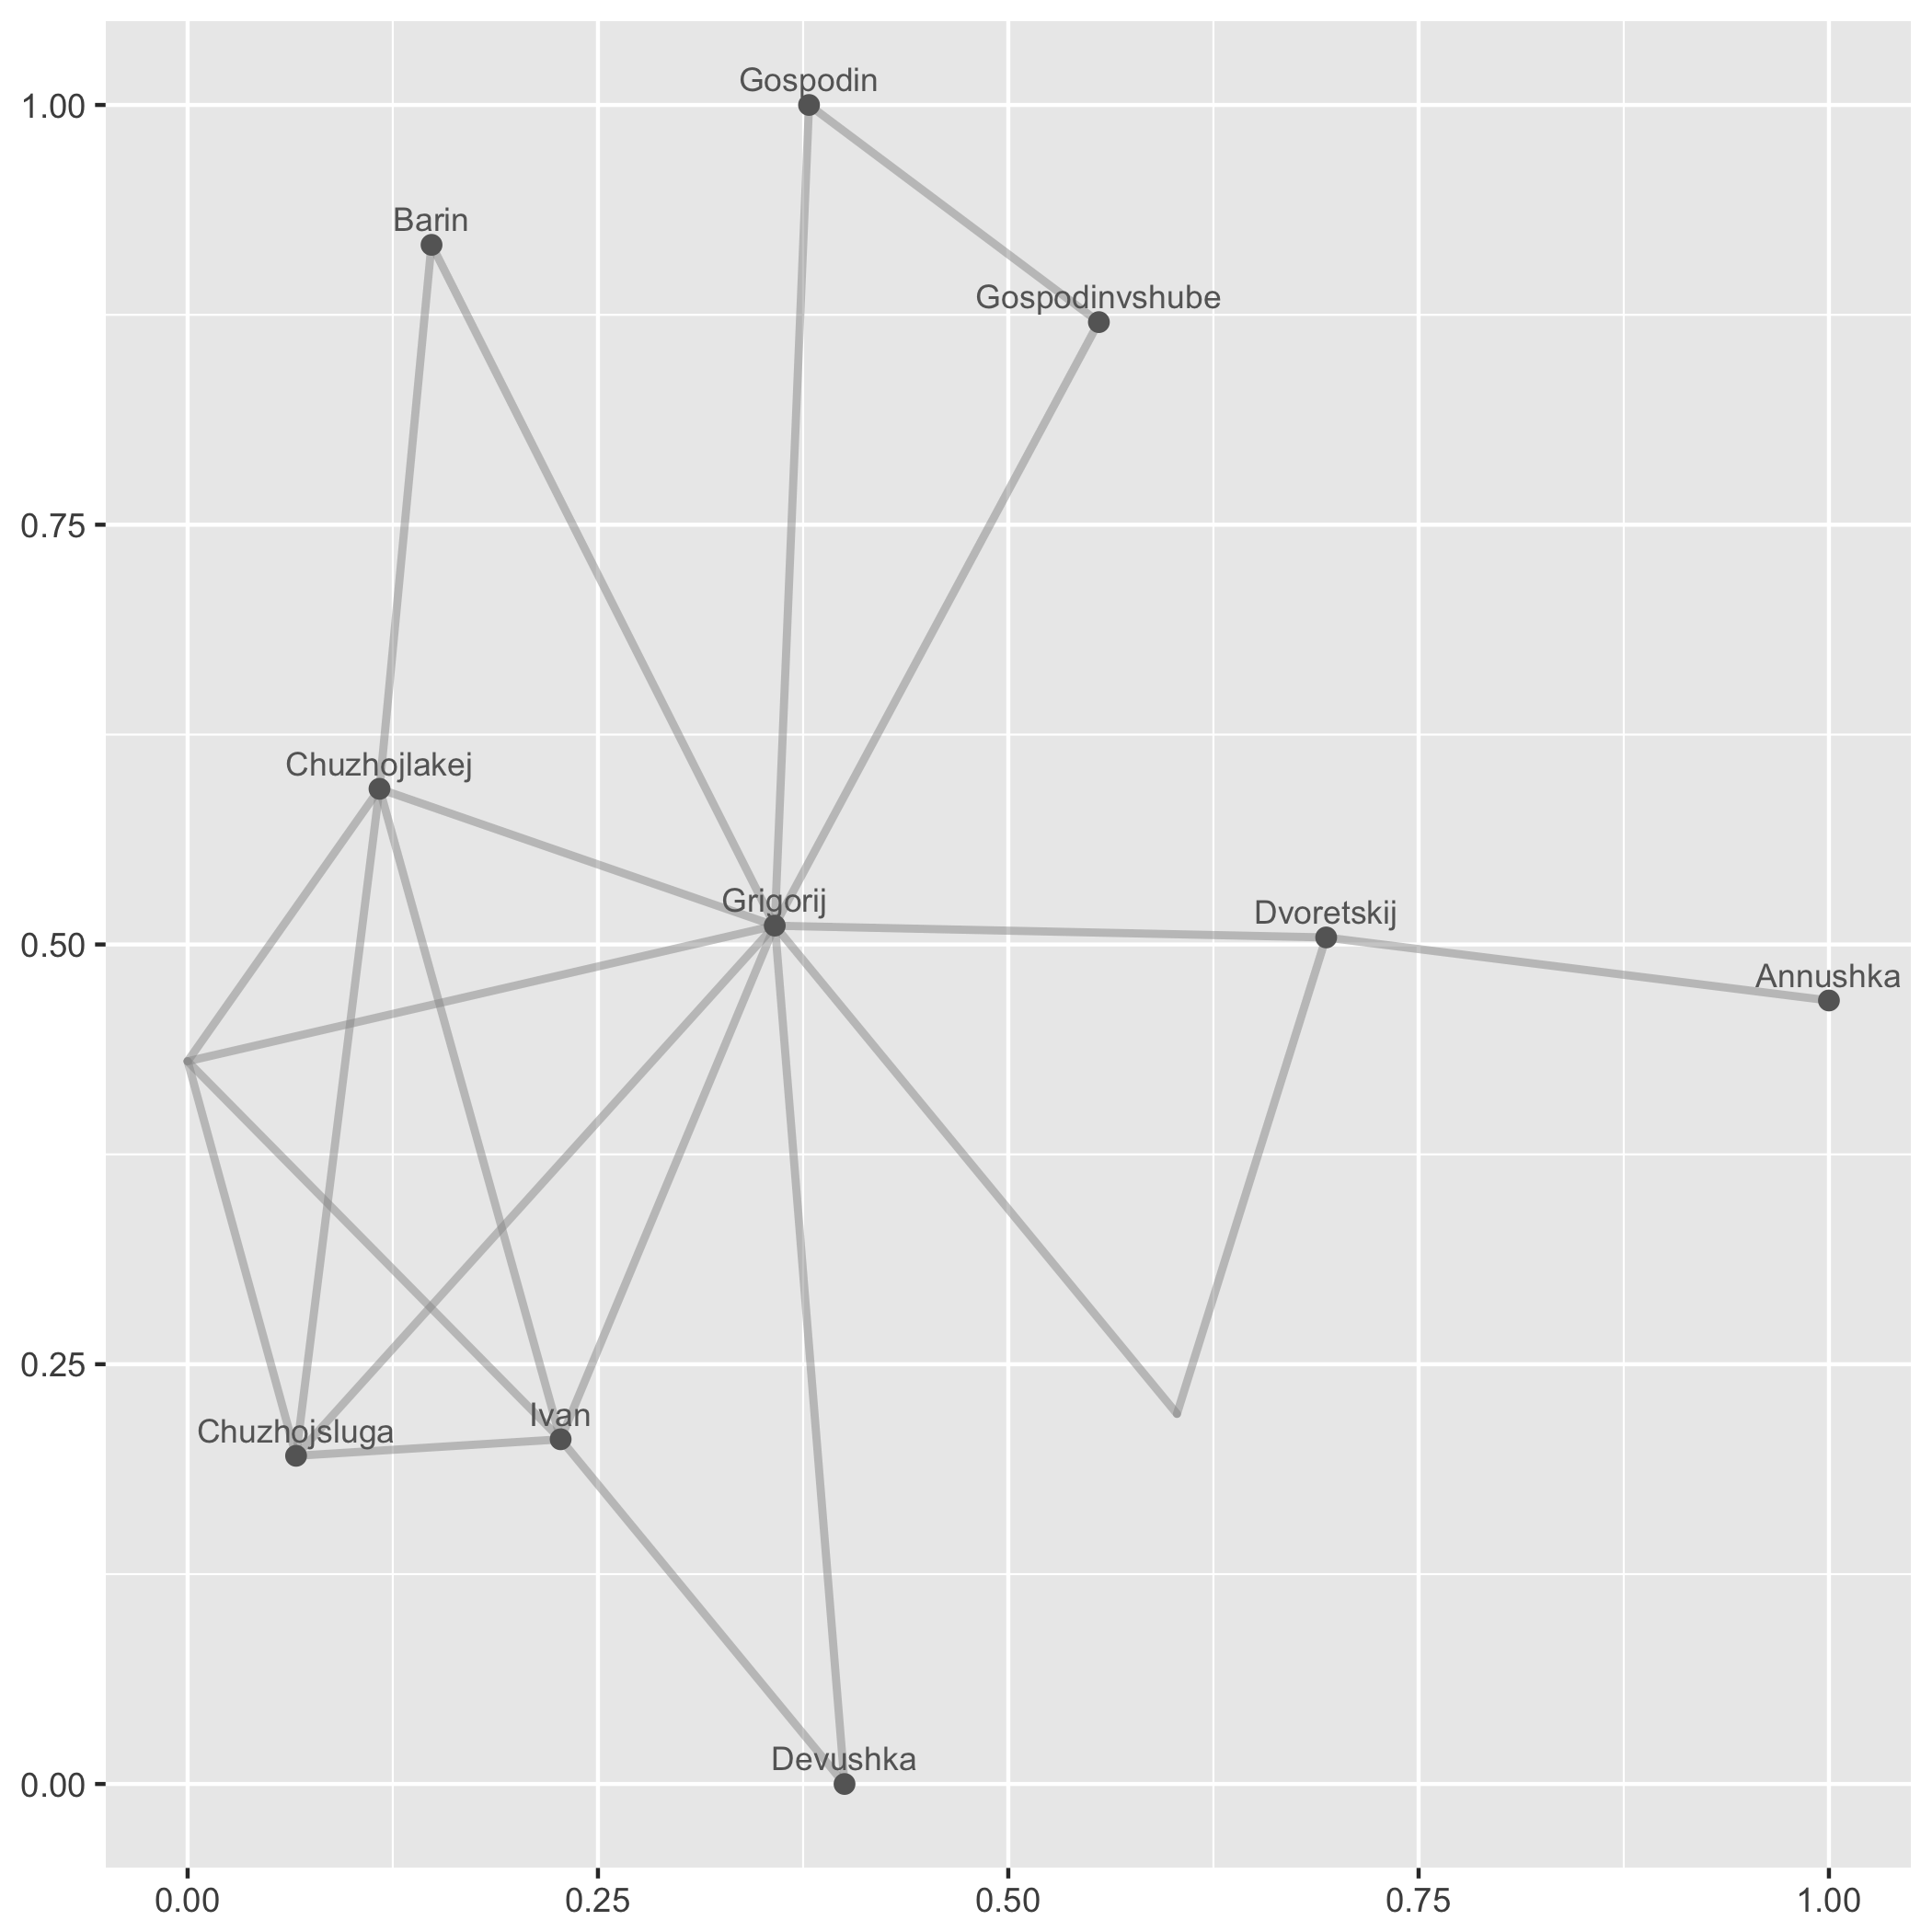 Gospodin
1.00
Barin
Gospodinvshube
0.75
Chuzhojlakej
Grigorij
Dvoretskij
0.50
Annushka
0.25
Ivan
Chuzhojsluga
Devushka
0.00
0.00 0.25 0.50 0.75 1.00